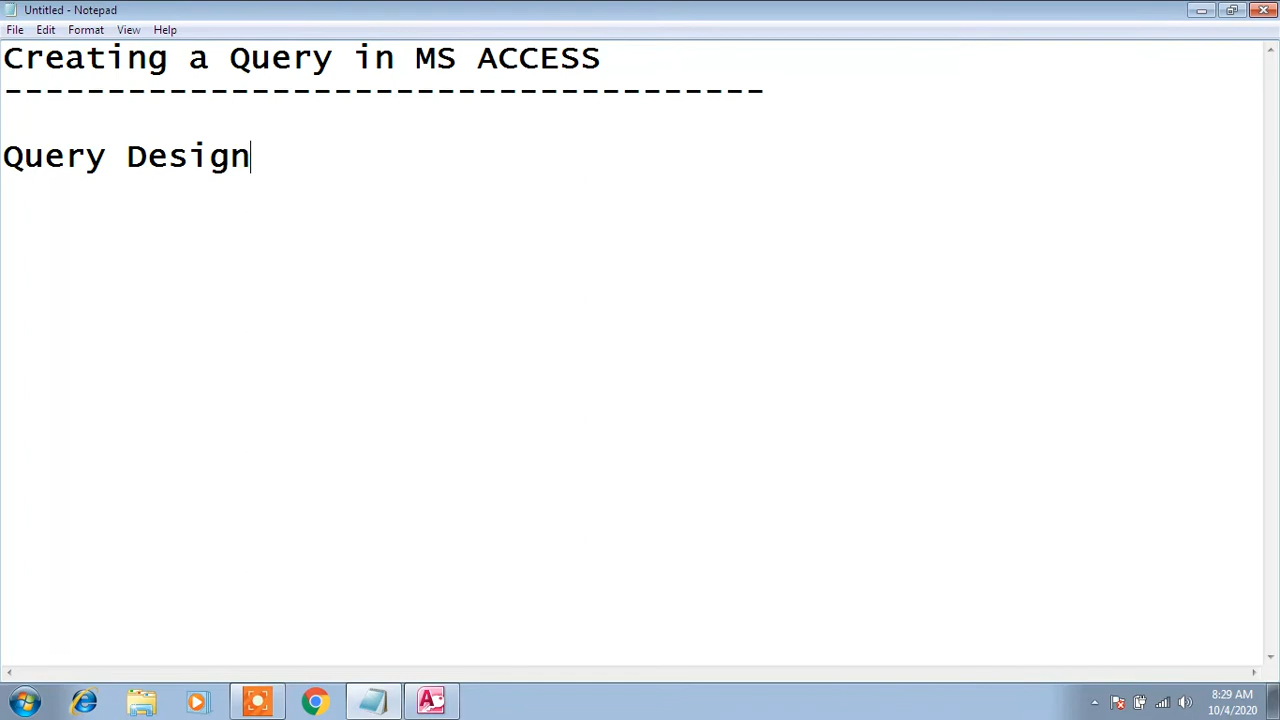 Untitled - Notepad
File Edit Format View Help
Creating a Query in MS ACCESS
-------------------------------------
Query Design
8:29 AM
10/4/2020